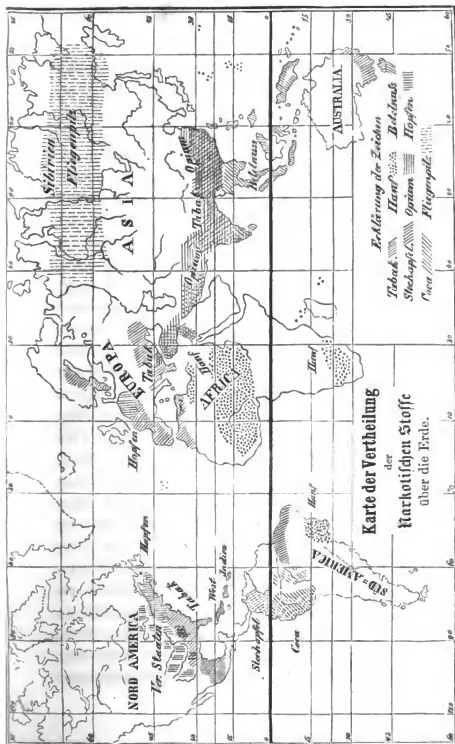 Sibirien
Fliegenpilz
ASIA
EUROPA
Tabak
Hopfen
Opium
Tabak
Opium
Betelnuss
Hanf
AFRICA
Hanf
AUSTRALIA
NORD AMERICA
Hopfen
Ver. Staaten
Tabak
West
Indien
Stechapfel
Coca
Hanf
SÜD=AMERICA
Karte der Vertheilung
der
Narkotischen Stoffe
über die Erde.
Erklärung der Zeichen
Tabak. Hanf Betelnuß
Stechapfel. Opium Hopfen
Coca Fliegenpilz.